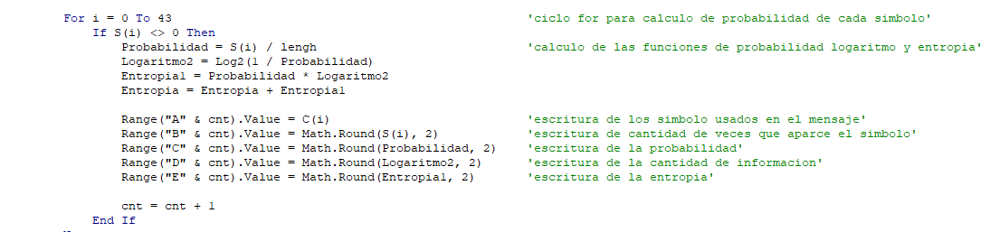 For i = 0 To 43 'ciclo for para calculo de probabilidad de cada simbolo'
If S(i) <> 0 Then
Probabilidad = S(i) / lengh 'calculo de las funciones de probabilidad logaritmo y entropia'
Logaritmo2 = Log2(1 / Probabilidad)
Entropia1 = Probabilidad * Logaritmo2
Entropia = Entropia + Entropia1
Range("A" & cnt).Value = C(i) 'escritura de los simbolo usados en el mensaje'
Range("B" & cnt).Value = Math.Round(S(i), 2) 'escritura de cantidad de veces que aparce el simbolo'
Range("C" & cnt).Value = Math.Round(Probabilidad, 2) 'escritura de la probabilidad'
Range("D" & cnt).Value = Math.Round(Logaritmo2, 2) 'escritura de la cantidad de informacion'
Range("E" & cnt).Value = Math.Round(Entropia1, 2) 'escritura de la entropia'
cnt = cnt + 1
End If